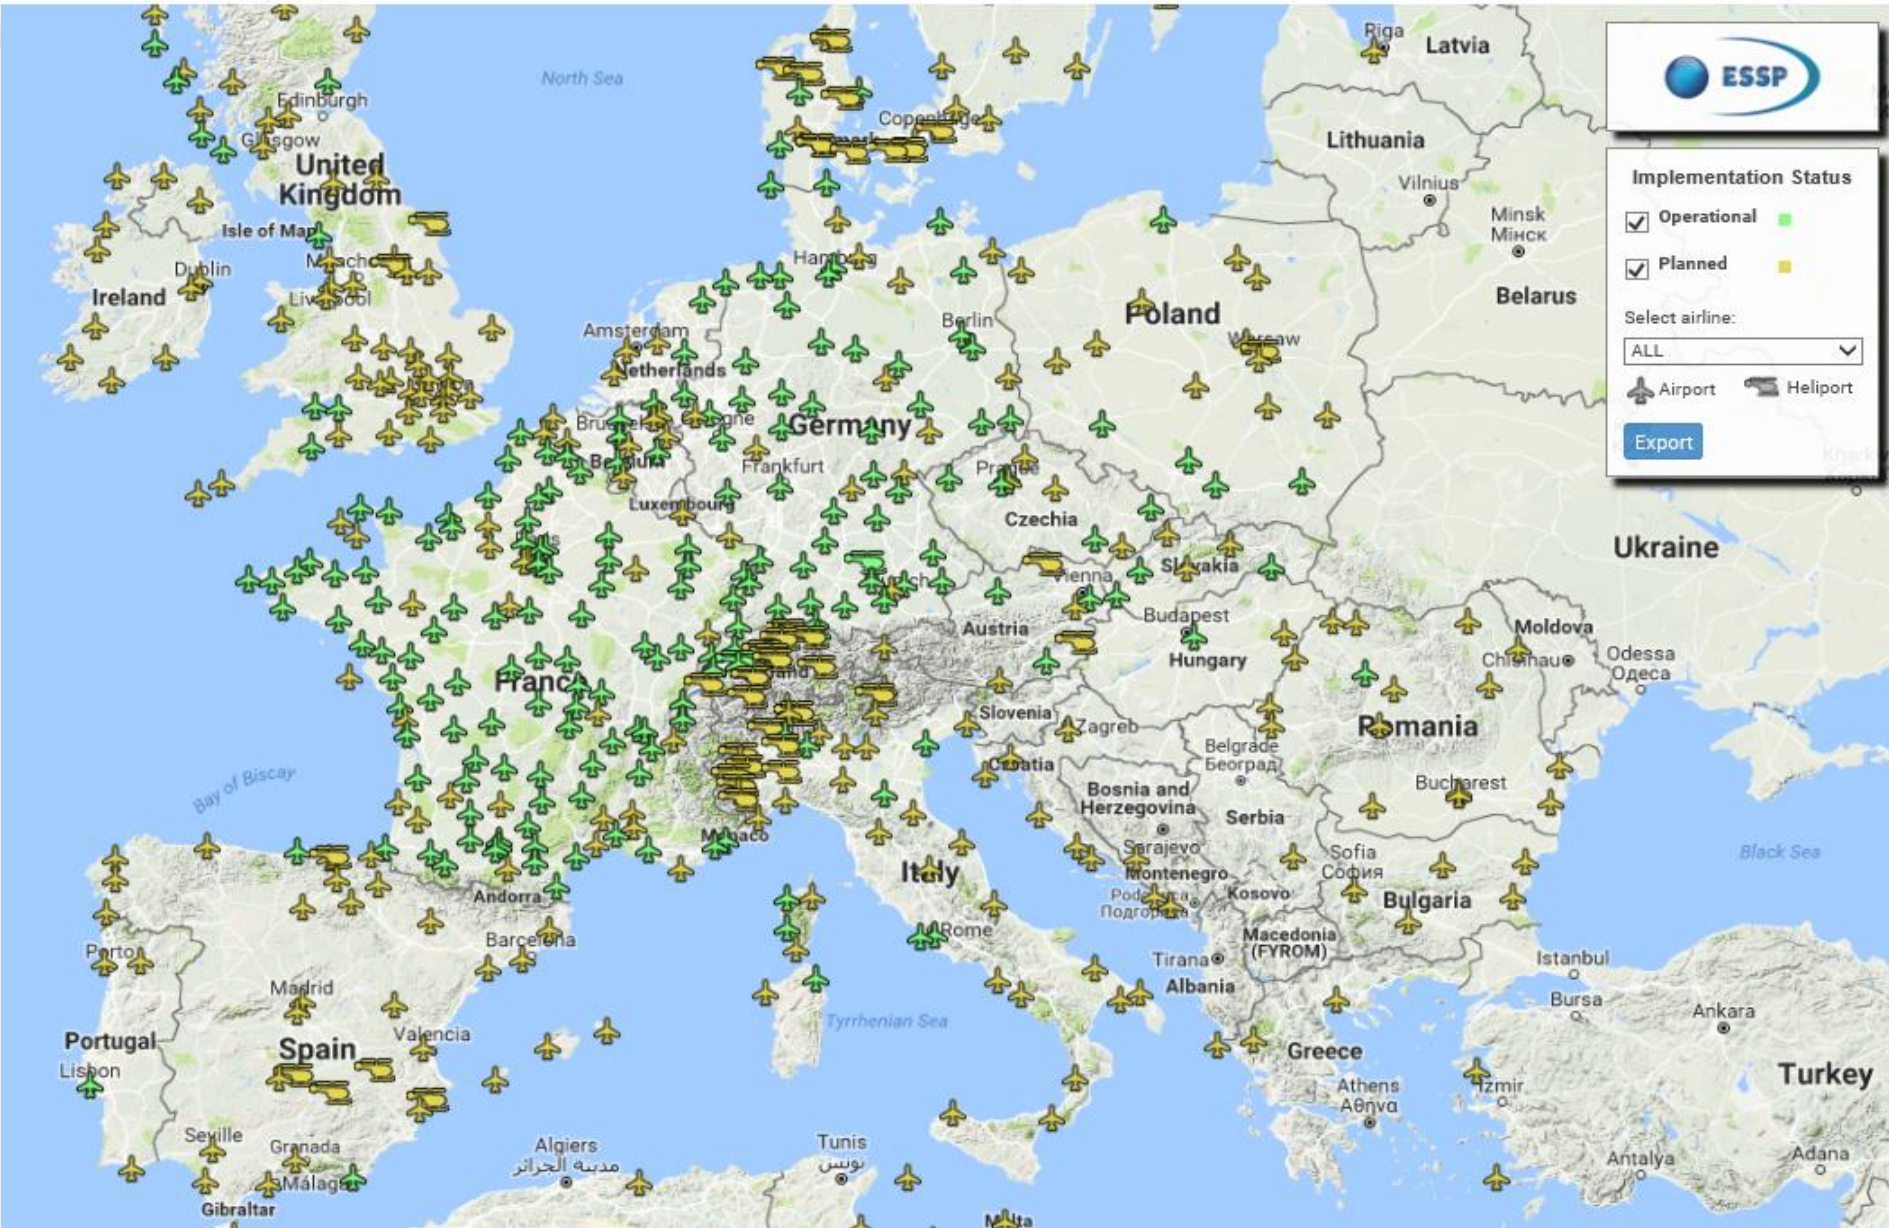 Riga
Latvia
ESSP
North Sea
Edinburgh
Copenhagen
Lithuania
United
Kingdom
Implementation Status
Vilnius
Operational
Minsk
Мінск
Isle of Man
Planned
Dublin
Hamburg
Ireland
Belarus
Poland
Select airline:
Berlin
Amsterdam
Warsaw
ALL
Netherlands
Airport
Heliport
Germany
Export
Belgium
Frankfurt
Prague
Luxembourg
Czechia
Ukraine
Vienna
Slovakia
Budapest
Austria
Moldova
Hungary
Chisinau
Odessa
Одеса
France
Slovenia
Zagreb
Romania
Belgrade
Београд
Croatia
Bay of Biscay
Bosnia and
Herzegovina
Bucharest
Serbia
Monaco
Sarajevo
Sofia
София
Black Sea
Italy
Montenegro
Andorra
Kosovo
Bulgaria
Rome
Barcelona
Macedonia
(FYROM)
Porto
Tirana
Istanbul
Madrid
Albania
Bursa
Ankara
Tyrrhenian Sea
Portugal
Valencia
Spain
Greece
Lisbon
Turkey
Athens
Αθήνα
Izmir
Seville
Granada
Algiers
مدينة الجزائر
Tunis
تونس
Antalya
Adana
Málaga
Gibraltar
Malta